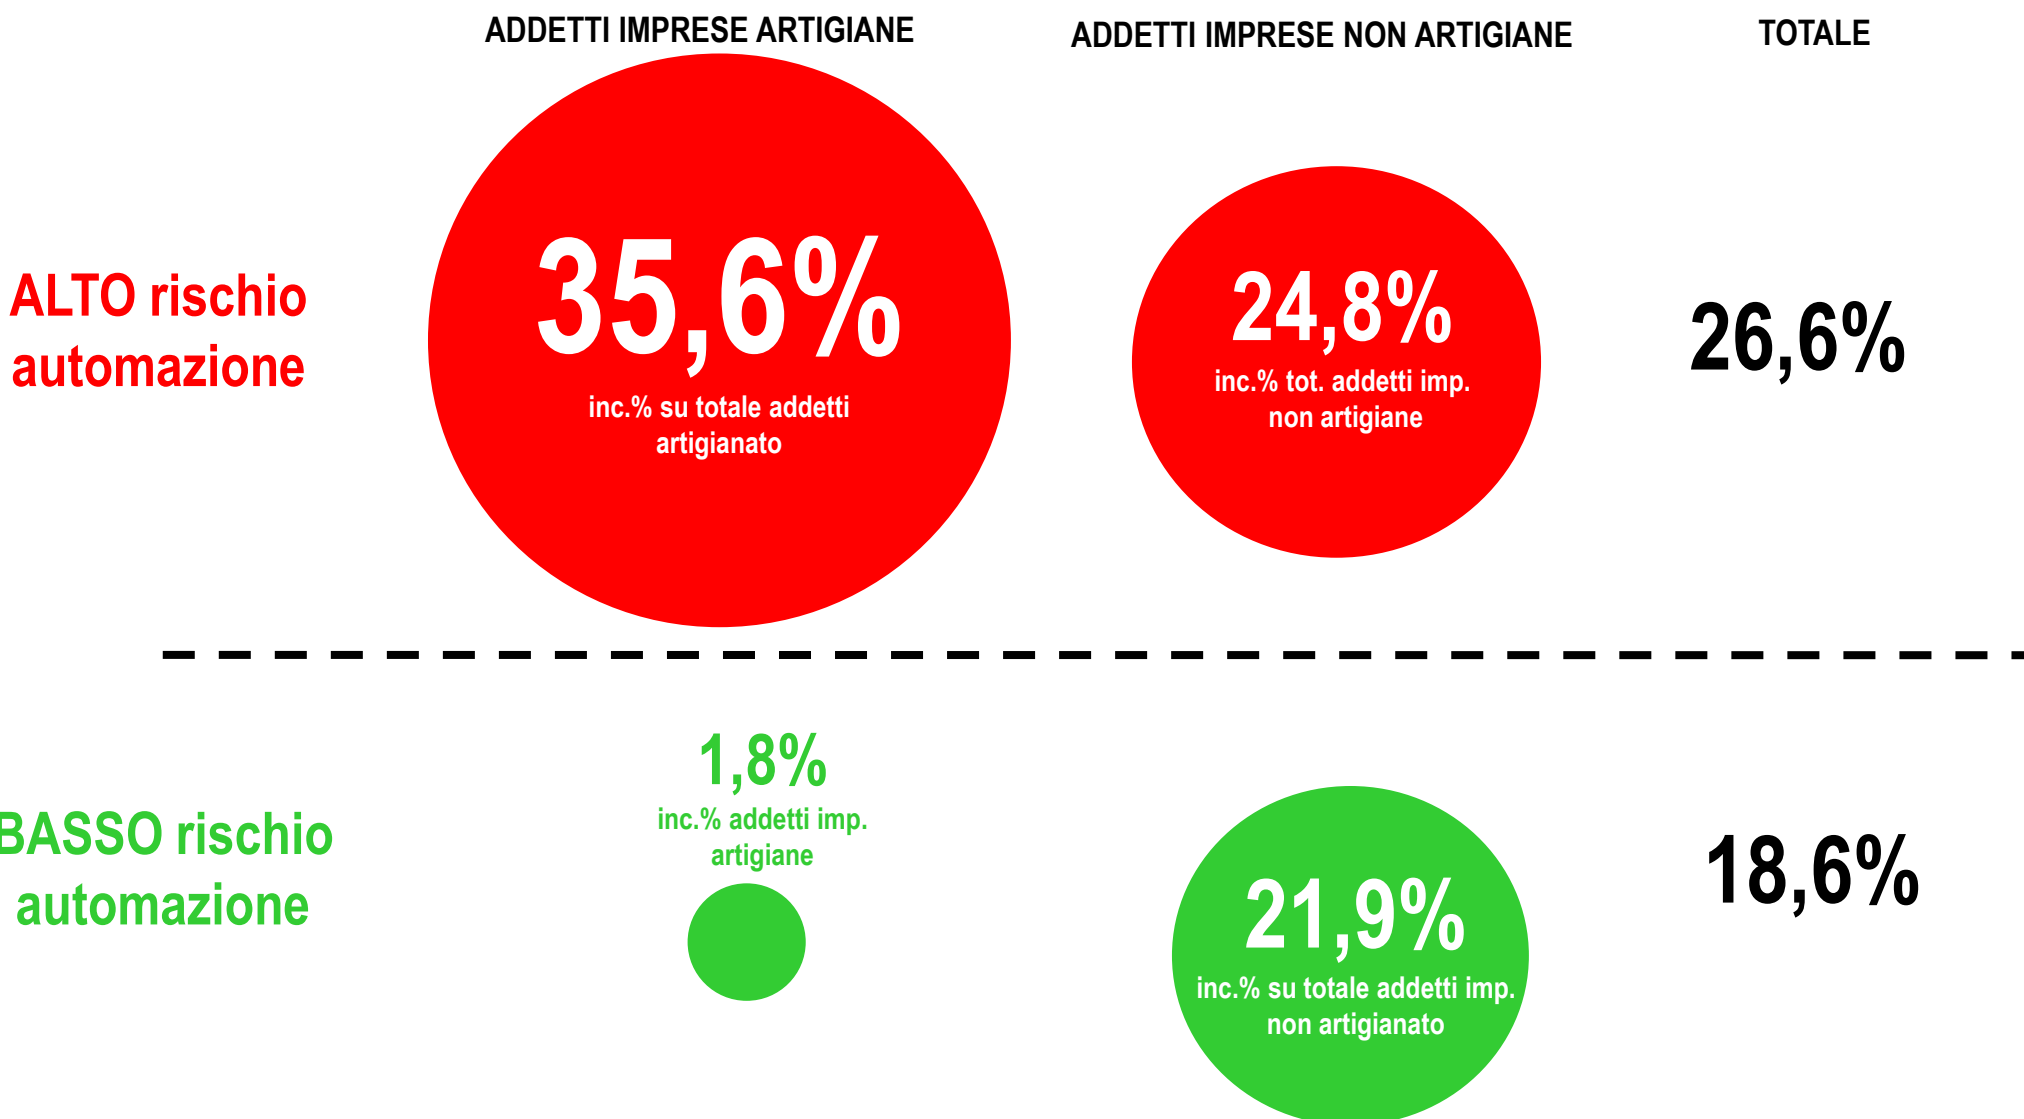 ADDETTI IMPRESE ARTIGIANE
ADDETTI IMPRESE NON ARTIGIANE
TOTALE
ALTO rischio
automazione
35,6%
inc.% su totale addetti
artigianato
24,8%
inc.% tot. addetti imp.
non artigiane
26,6%
BASSO rischio
automazione
1,8%
inc.% addetti imp.
artigiane
21,9%
inc.% su totale addetti imp.
non artigianato
18,6%